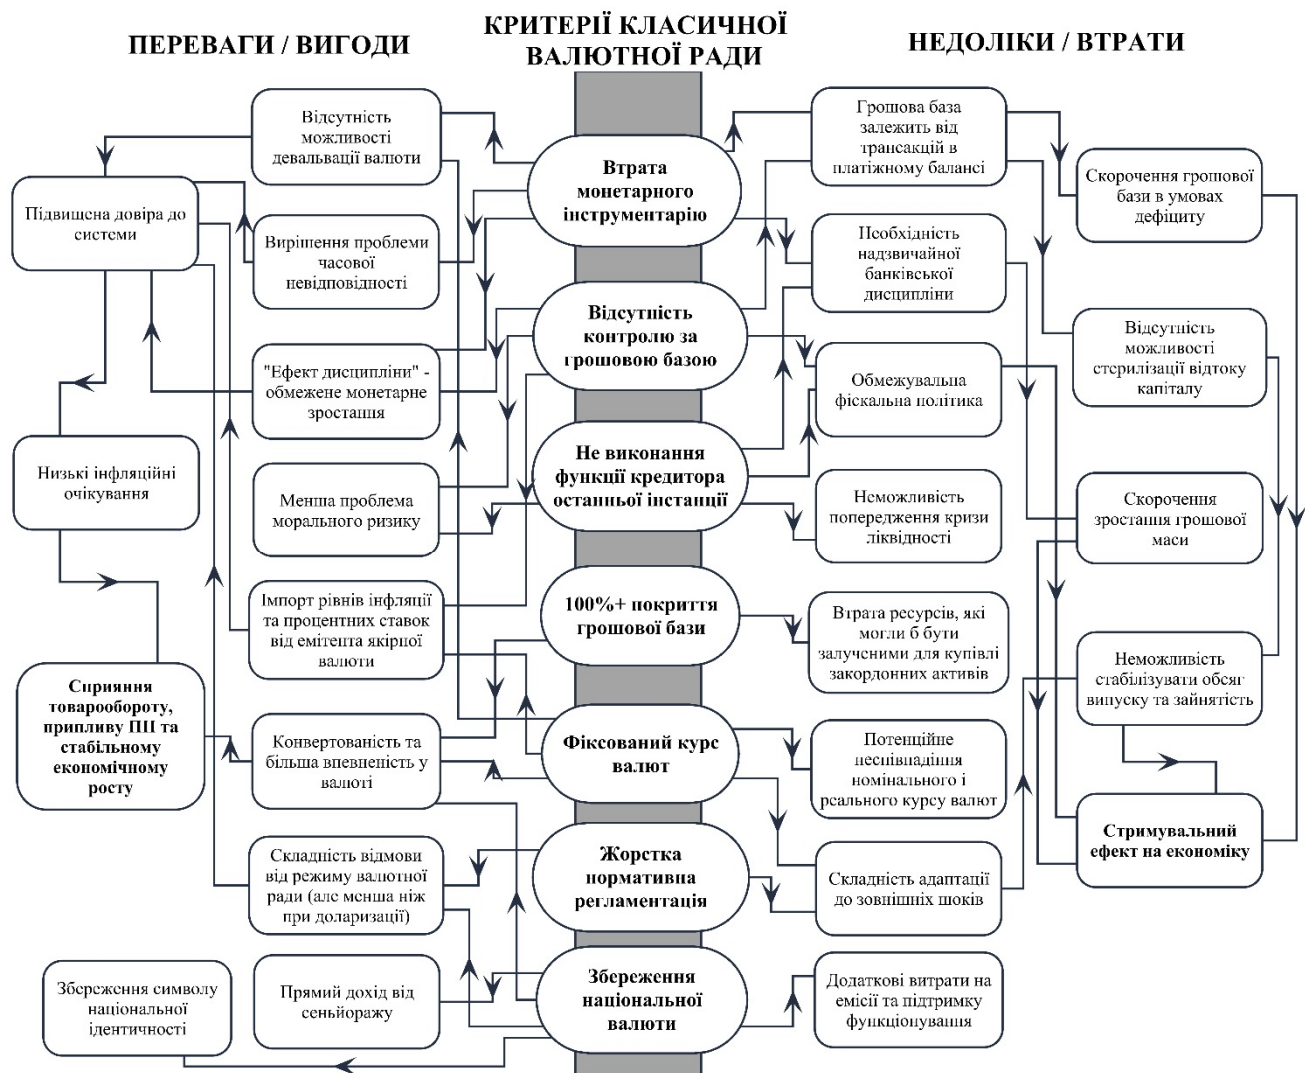 ПЕРЕВАГИ / ВИГОДИ
КРИТЕРІЇ КЛАСИЧНОЇ
ВАЛЮТНОЇ РАДИ
НЕДОЛІКИ / ВТРАТИ
Підвищена довіра до
системи
Низькі інфляційні
очікування
Сприяння
товарообороту,
припливу ПІІ та
стабільному
економічному
росту
Збереження символу
національної
ідентичності
Відсутність
можливості
девальвації валюти
Вирішення проблеми
часової
невідповідності
"Ефект дисципліни" -
обмежене монетарне
зростання
Менша проблема
морального ризику
Імпорт рівнів інфляції
та процентних ставок
від емітента якірної
валюти
Конвертованість та
більша впевненість у
валюті
Складність відмови
від режиму валютної
ради (але менша ніж
при доларизації)
Прямий дохід від
сеньйоражу
Втрата
монетарного
інструментарію
Відсутність
контролю за
грошовою базою
Не виконання
функції кредитора
останньої інстанції
100%+ покриття
грошової бази
Фіксований курс
валют
Жорстка
нормативна
регламентація
Збереження
національної
валюти
Грошова база
залежить від
трансакцій в
платіжному балансі
Необхідність
надзвичайної
банківської
дисципліни
Обмежувальна
фіскальна політика
Неможливість
попередження кризи
ліквідності
Втрата ресурсів, які
могли б бути
залученими для купівлі
закордонних активів
Потенційне
неспівпадіння
номінального і
реального курсу валют
Складність адаптації
до зовнішніх шоків
Додаткові витрати на
емісії та підтримку
функціонування
Скорочення грошової
бази в умовах
дефіциту
Відсутність
можливості
стерилізації відтоку
капіталу
Скорочення
зростання грошової
маси
Неможливість
стабілізувати обсяг
випуску та зайнятість
Стримувальний
ефект на економіку